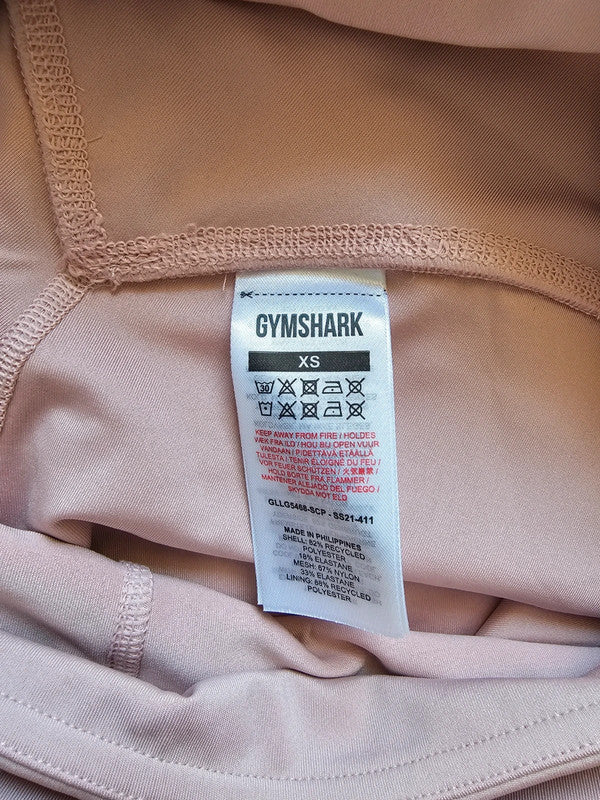 GYMSHARK
XS
30
KEEP AWAY FROM FIRE / HOLDES
VÆK FRA ILD / HOU BIJ OPEN VUUR
VANDAAN / PIDETTÄVÄ ETÄÄLLÄ
TULESTA / TENIR ÉLOIGNÉ DU FEU /
VOR FEUER SCHÜTZEN / 火気厳禁 /
HOLD BORTE FRA FLAMMER /
MANTENER ALEJADO DEL FUEGO /
SKYDDA MOT ELD
GLLG5468-SCP - SS21-411
MADE IN PHILIPPINES
SHELL: 82% RECYCLED
POLYESTER
18% ELASTANE
MESH: 67% NYLON
33% ELASTANE
LINING: 88% RECYCLED
POLYESTER